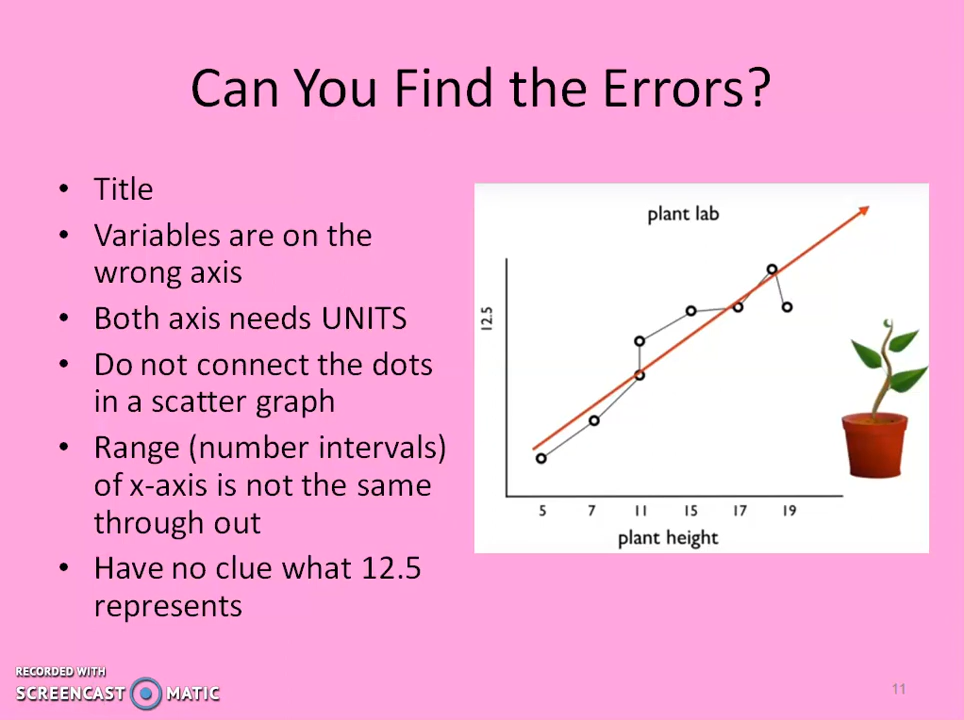 Can You Find the Errors?
• Title
• Variables are on the
wrong axis
• Both axis needs UNITS
• Do not connect the dots
in a scatter graph
• Range (number intervals)
of x-axis is not the same
through out
• Have no clue what 12.5
represents
plant lab
12.5
5 7 11 15 17 19
plant height
RECORDED WITH
SCREENCAST MATIC
11